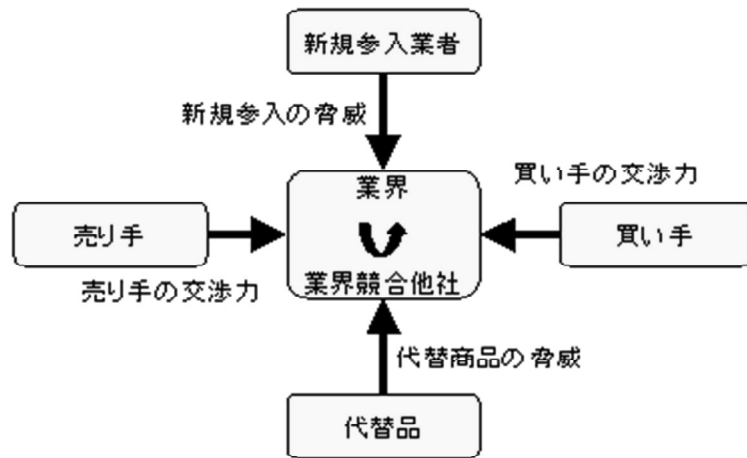 新規参入業者
新規参入の脅威
業界
買い手の交渉力
売り手
買い手
売り手の交渉力
業界競合他社
代替商品の脅威
代替品